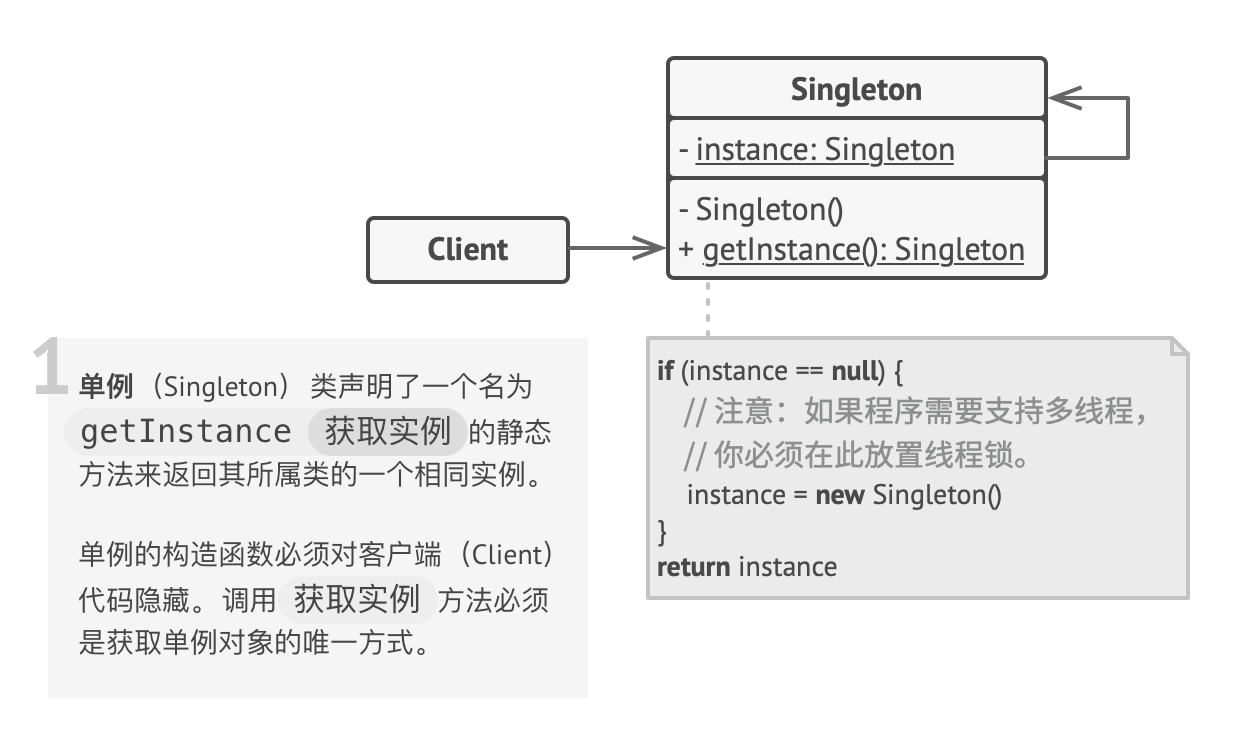 Singleton
- instance: Singleton
- Singleton()
+ getInstance(): Singleton
Client
1
单例（Singleton） 类声明了一个名为
getInstance 获取实例 的静态
方法来返回其所属类的一个相同实例。
单例的构造函数必须对客户端（Client）
代码隐藏。 调用 获取实例 方法必须
是获取单例对象的唯一方式。
if (instance == null) {
// 注意：如果程序需要支持多线程，
// 你必须在此放置线程锁。
instance = new Singleton()
}
return instance